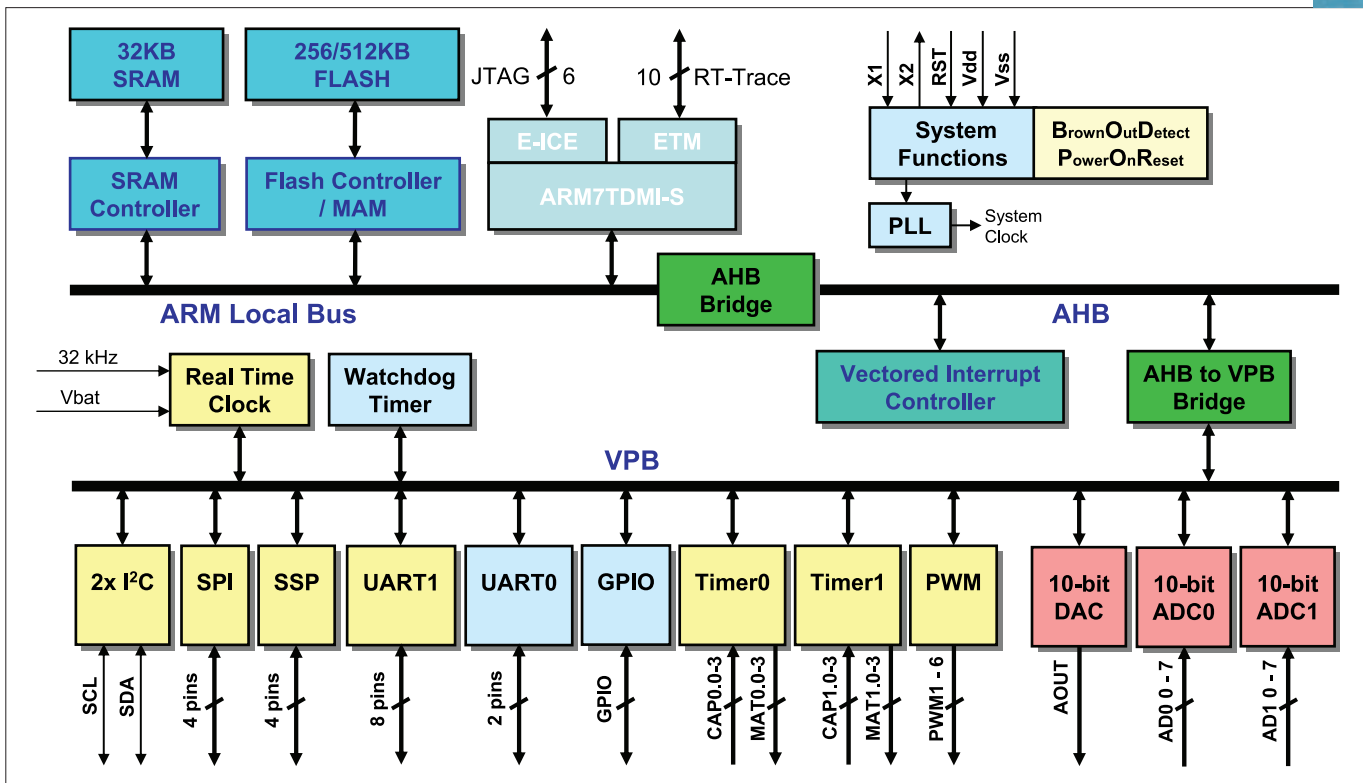 32KB
SRAM
256/512KB
FLASH
JTAG
6
10
RT-Trace
X1
X2
RST
Vdd
Vss
E-ICE
ETM
ARM7TDMI-S
System
Functions
BrownOutDetect
PowerOnReset
SRAM
Controller
Flash Controller
/ MAM
PLL
System
Clock
AHB
Bridge
ARM Local Bus
AHB
32 kHz
Vbat
Real Time
Clock
Watchdog
Timer
Vectored Interrupt
Controller
AHB to VPB
Bridge
VPB
2x I²C
SPI
SSP
UART1
UART0
GPIO
Timer0
Timer1
PWM
10-bit
DAC
10-bit
ADC0
10-bit
ADC1
SCL
SDA
4 pins
4 pins
8 pins
2 pins
GPIO
CAP0.0-3
MAT0.0-3
CAP1.0-3
MAT1.0-3
PWM1 - 6
AOUT
AD0 0 - 7
AD1 0 - 7